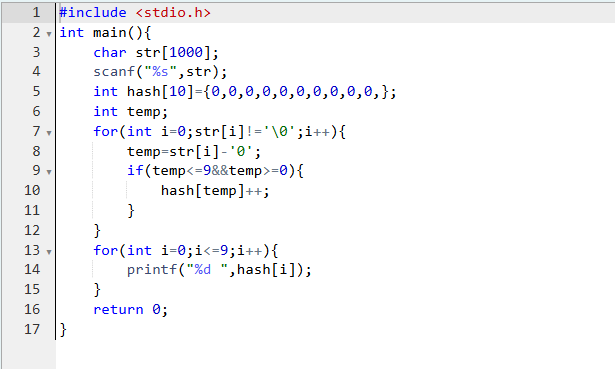 1 #include <stdio.h>
2 int main(){
3     char str[1000];
4     scanf("%s",str);
5     int hash[10]={0,0,0,0,0,0,0,0,0,0,};
6     int temp;
7     for(int i=0;str[i]!='\0';i++){
8         temp=str[i]-'0';
9         if(temp<=9&&temp>=0){
10             hash[temp]++;
11         }
12     }
13     for(int i=0;i<=9;i++){
14         printf("%d ",hash[i]);
15     }
16     return 0;
17 }